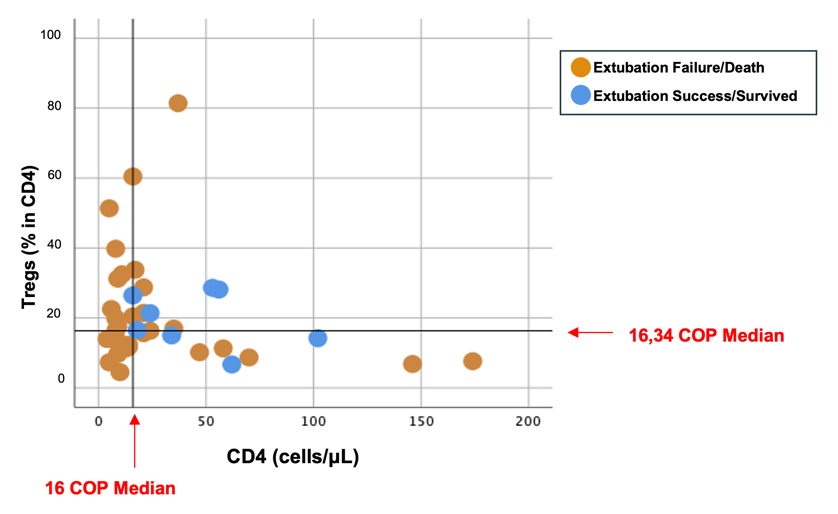 100
80
60
40
20
0
Tregs (% in CD4)
0 50 100 150 200
CD4 (cells/μL)
16 COP Median
16,34 COP Median
Extubation Failure/Death
Extubation Success/Survived